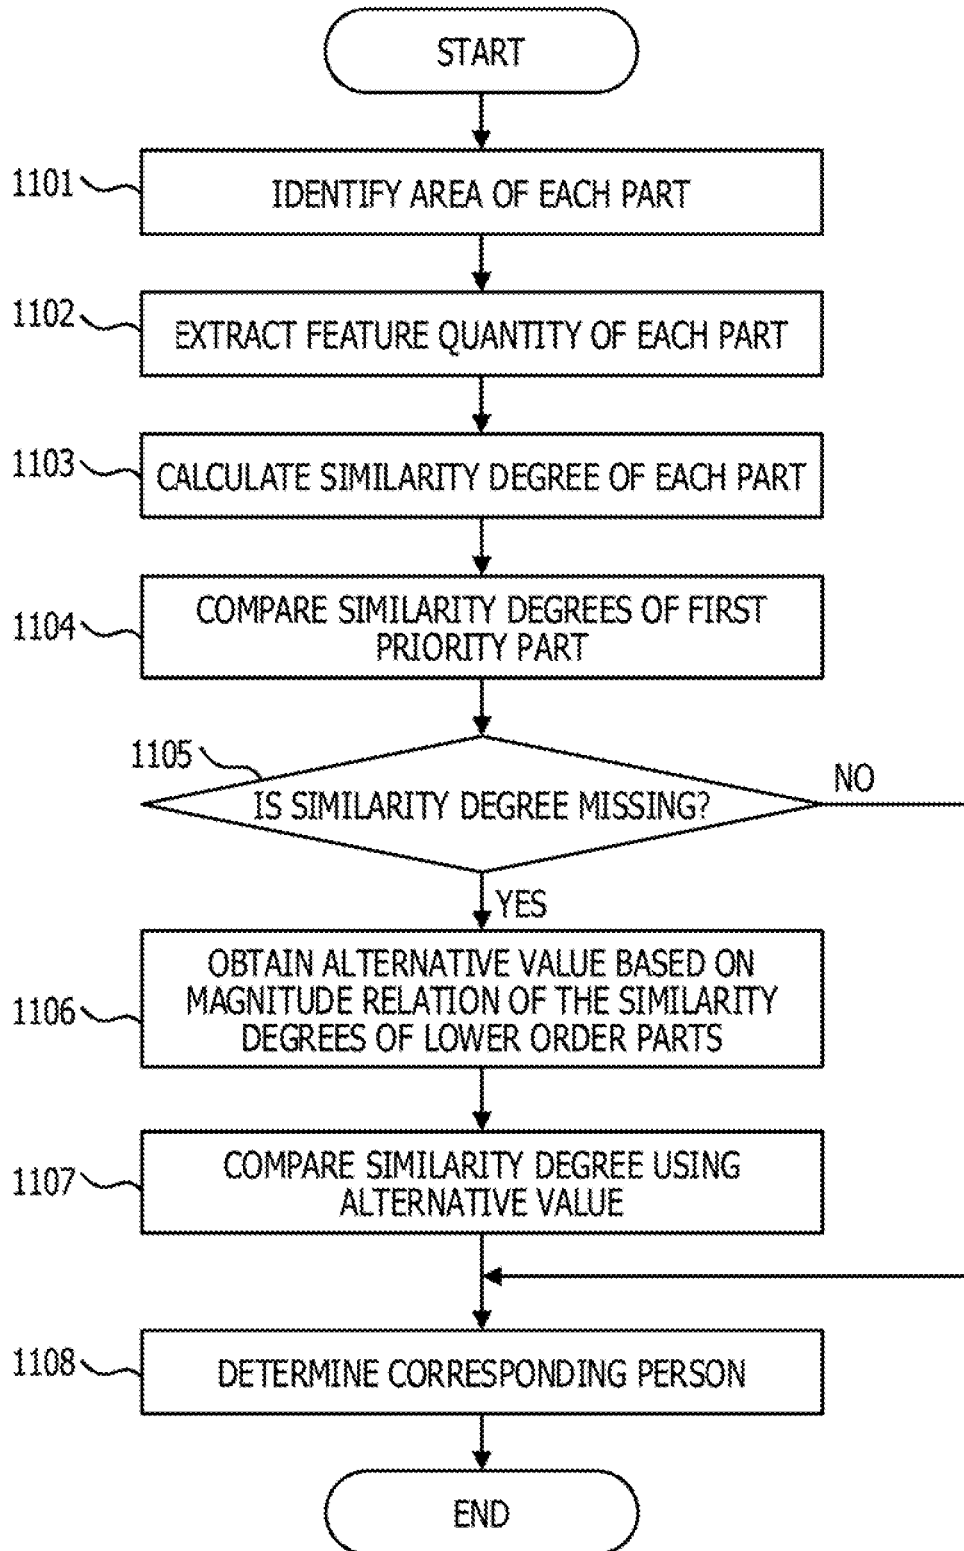 START
1101
IDENTIFY AREA OF EACH PART
1102
EXTRACT FEATURE QUANTITY OF EACH PART
1103
CALCULATE SIMILARITY DEGREE OF EACH PART
1104
COMPARE SIMILARITY DEGREES OF FIRST
PRIORITY PART
1105
IS SIMILARITY DEGREE MISSING?
NO
YES
1106
OBTAIN ALTERNATIVE VALUE BASED ON
MAGNITUDE RELATION OF THE SIMILARITY
DEGREES OF LOWER ORDER PARTS
1107
COMPARE SIMILARITY DEGREE USING
ALTERNATIVE VALUE
1108
DETERMINE CORRESPONDING PERSON
END